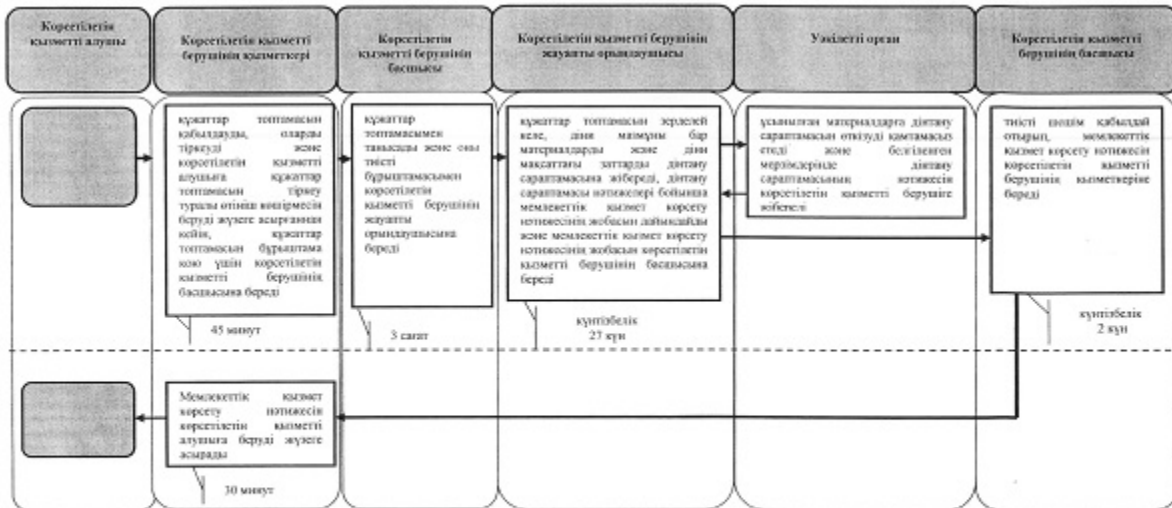 Көрсетілетін
қызметті алушы
Көрсетілетін қызметті
берушінің қызметкері
Көрсетілетін
қызметті берушінің
басшысы
Көрсетілетін қызметті берушінің
жауапты орындаушысы
Уәкілетті орган
Көрсетілетін қызметті
берушінің басшысы
құжаттар топтамасын
қабылдауды, оларды
тіркеуді және
көрсетілетін қызметті
алушыға құжаттар
топтамасын тіркеу
туралы өтініш көшірмесін
беруді жүзеге асырғаннан
кейін, құжаттар
топтамасын бұрыштама
қою үшін көрсетілетін
қызметті берушінің
басшысына береді
45 минут
құжаттар
топтамасымен
танысады және оны
тиісті
бұрыштамасымен
көрсетілетін
қызметті берушінің
жауапты
орындаушысына
береді
3 сағат
құжаттар топтамасын зерделей
келе, діни мазмұны бар
материалдарды және діни
мақсаттағы заттарды дінтану
сараптамасына жібереді, дінтану
сараптамасы нәтижелері бойынша
мемлекеттік қызмет көрсету
нәтижесінің жобасын дайындайды
және мемлекеттік қызмет көрсету
нәтижесінің жобасын көрсетілетін
қызметті берушінің басшысына
береді
күнтізбелік
27 күн
ұсынылған материалдарға дінтану
сараптамасын өткізуді қамтамасыз
етеді және белгіленген
мерзімдерінде дінтану
сараптамасының нәтижесін
көрсетілетін қызметті берушіге
жібереді
тиісті шешім қабылдай
отырып, мемлекеттік
қызмет көрсету нәтижесін
көрсетілетін қызметті
берушінің қызметкеріне
береді
күнтізбелік
2 күн
Мемлекеттік қызмет
көрсету нәтижесін
көрсетілетін қызметті
алушыға беруді жүзеге
асырады
30 минут